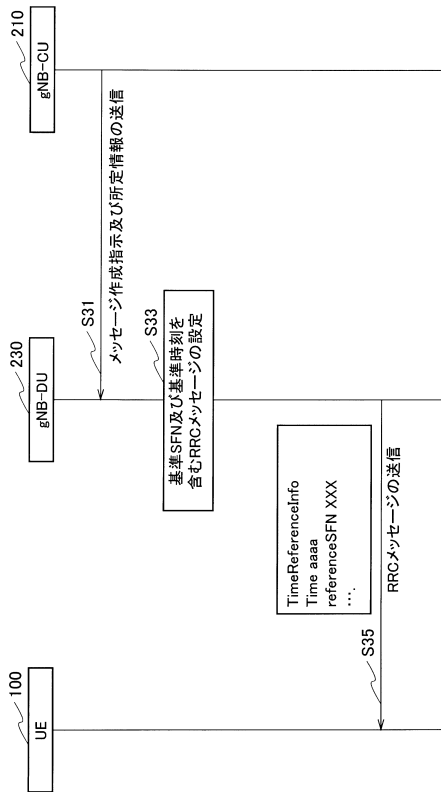 100
UE
230
gNB-DU
210
gNB-CU
S31
メッセージ作成指示及び所定情報の送信
S33
基準SFN及び基準時刻を
含むRRCメッセージの設定
TimeReferenceInfo
Time aaaa
referenceSFN XXX
….
S35
RRCメッセージの送信